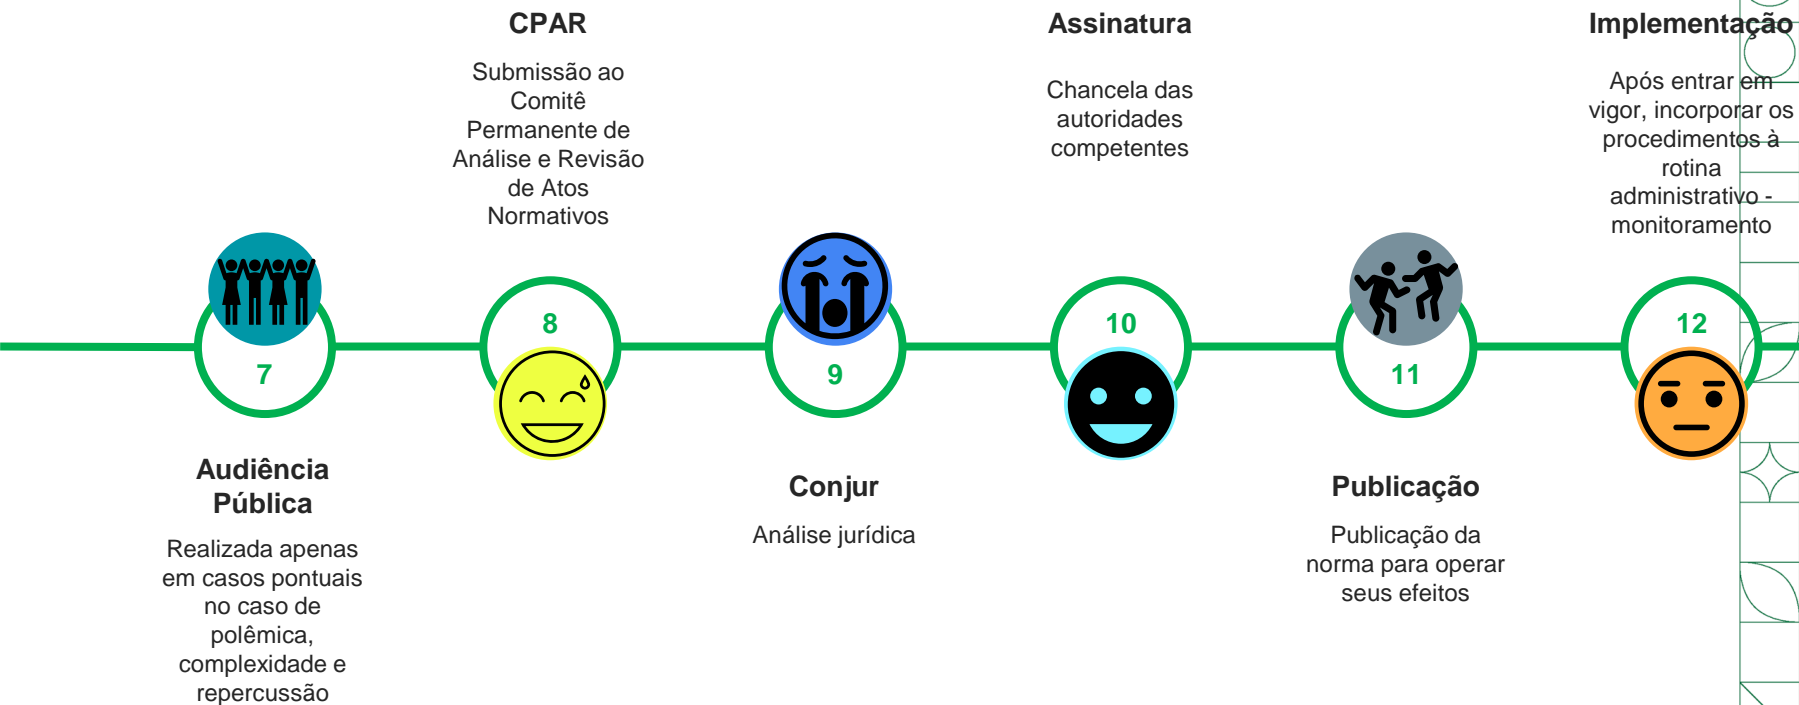 7
Audiência
Pública
Realizada apenas
em casos pontuais
no caso de
polêmica,
complexidade e
repercussão
CPAR
Submissão ao
Comitê
Permanente de
Análise e Revisão
de Atos
Normativos
8
9
Conjur
Análise jurídica
Assinatura
Chancela das
autoridades
competentes
10
11
Publicação
Publicação da
norma para operar
seus efeitos
Implementação
Após entrar em
vigor, incorporar os
procedimentos à
rotina
administrativo -
monitoramento
12